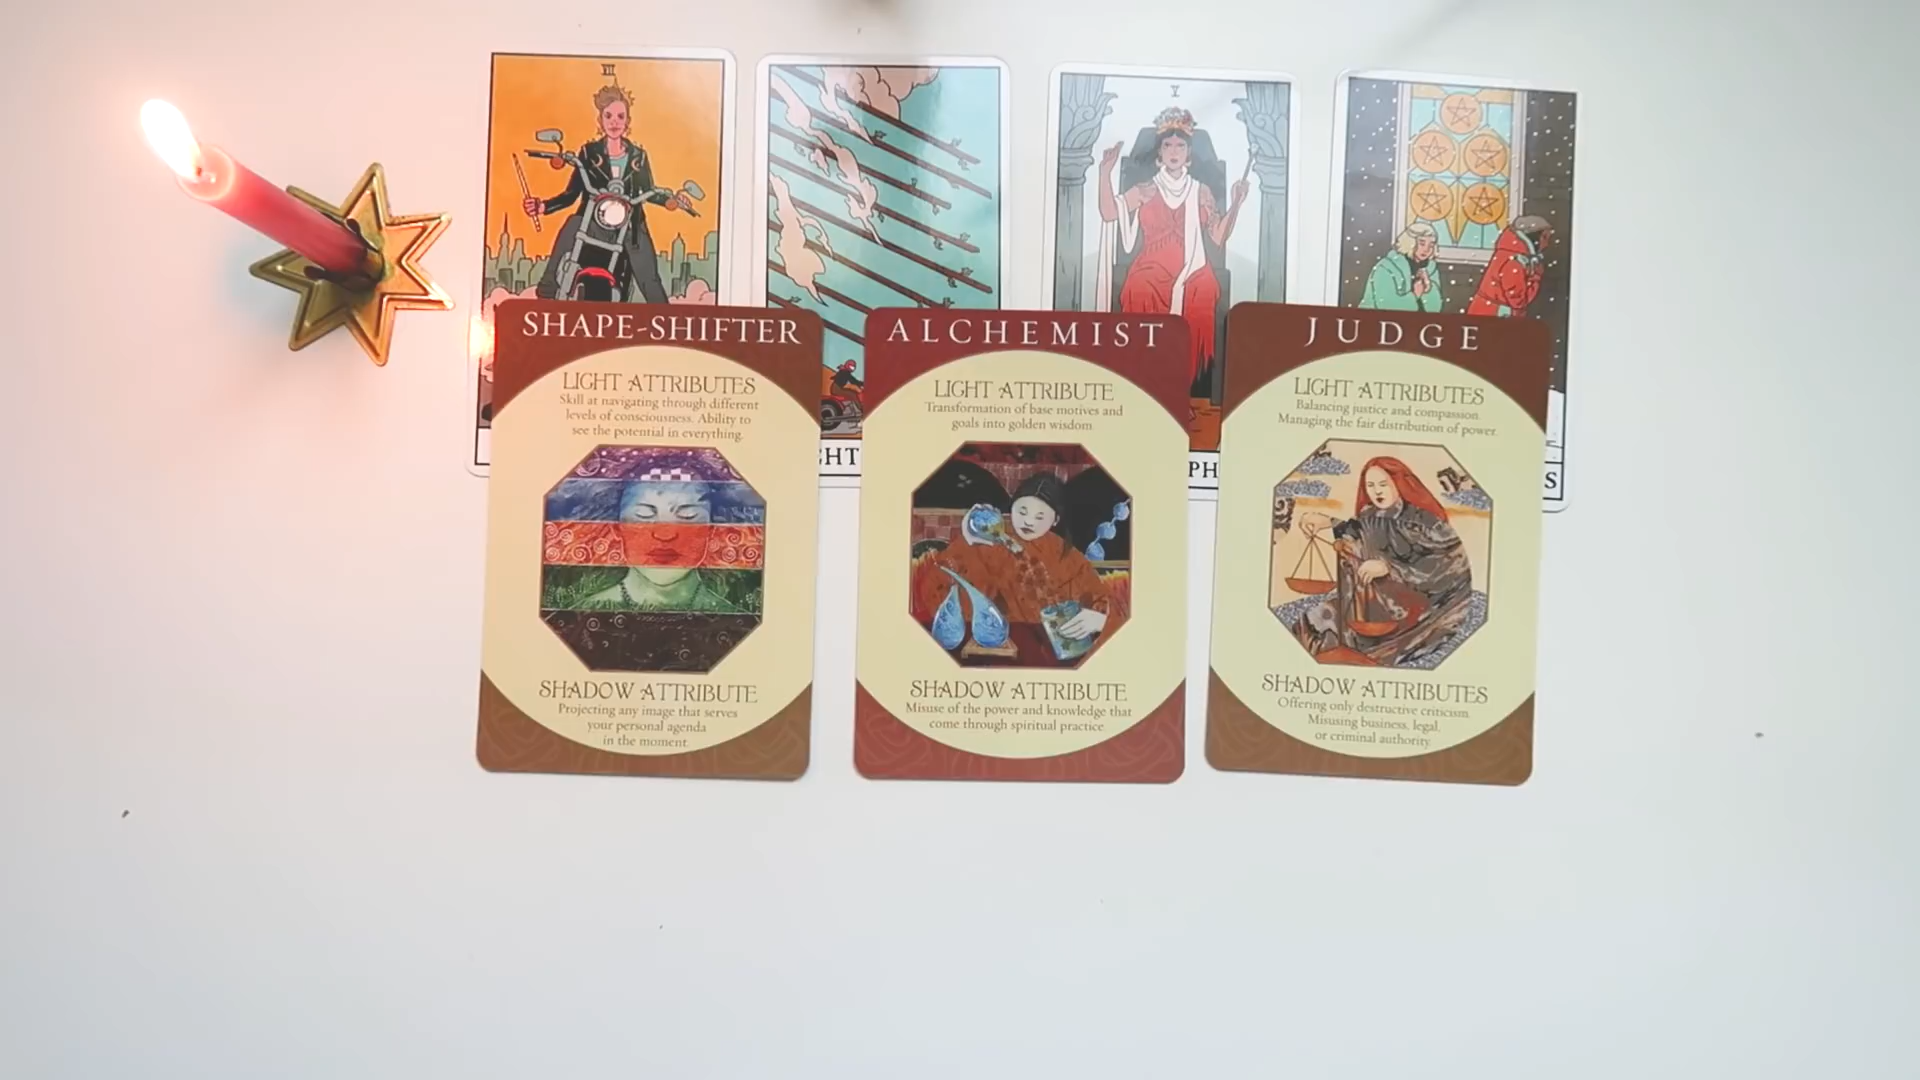 VII
V
SHAPE-SHIFTER
LIGHT ATTRIBUTES
Skill at navigating through different
levels of consciousness. Ability to
see the potential in everything.
SHADOW ATTRIBUTE
Projecting any image that serves
your personal agenda
in the moment.
GHT
ALCHEMIST
LIGHT ATTRIBUTE
Transformation of base motives and
goals into golden wisdom
SHADOW ATTRIBUTE
Misuse of the power and knowledge that
come through spiritual practice
PH
JUDGE
LIGHT ATTRIBUTES
Balancing justice and compassion.
Managing the fair distribution of power.
SHADOW ATTRIBUTES
Offering only destructive criticism.
Misusing business, legal,
or criminal authority.
S